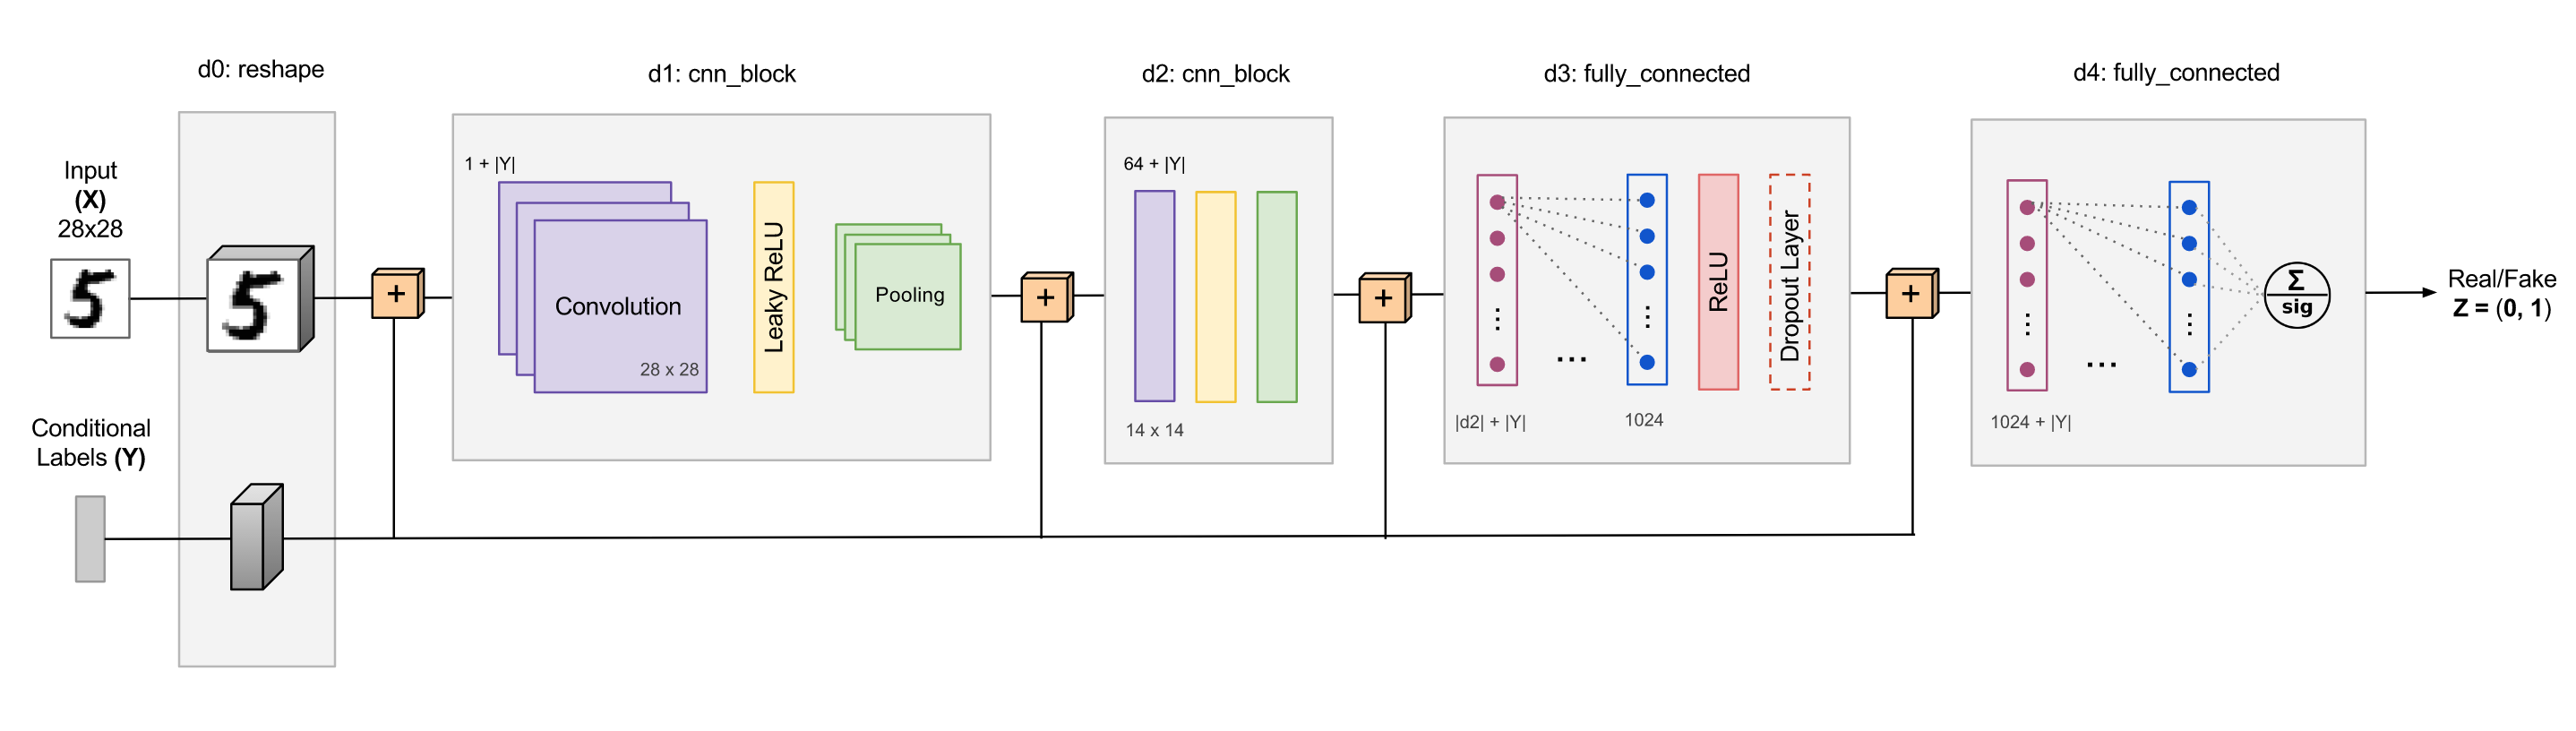 d0: reshape
d1: cnn_block
d2: cnn_block
d3: fully_connected
d4: fully_connected
Input
(X)
28x28
5
5
+
1 + |Y|
Convolution
28 x 28
Leaky ReLU
Pooling
+
64 + |Y|
14 x 14
+
|d2| + |Y|
...
1024
ReLU
Dropout Layer
+
1024 + |Y|
...
Σ
sig
Real/Fake
Z = (0, 1)
Conditional
Labels (Y)